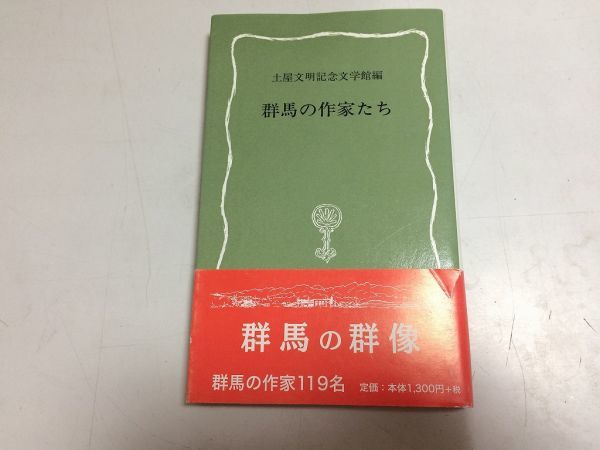 土屋文明記念文学館編
群馬の作家たち
群馬の群像
群馬の作家119名 定価：本体1,300円+税